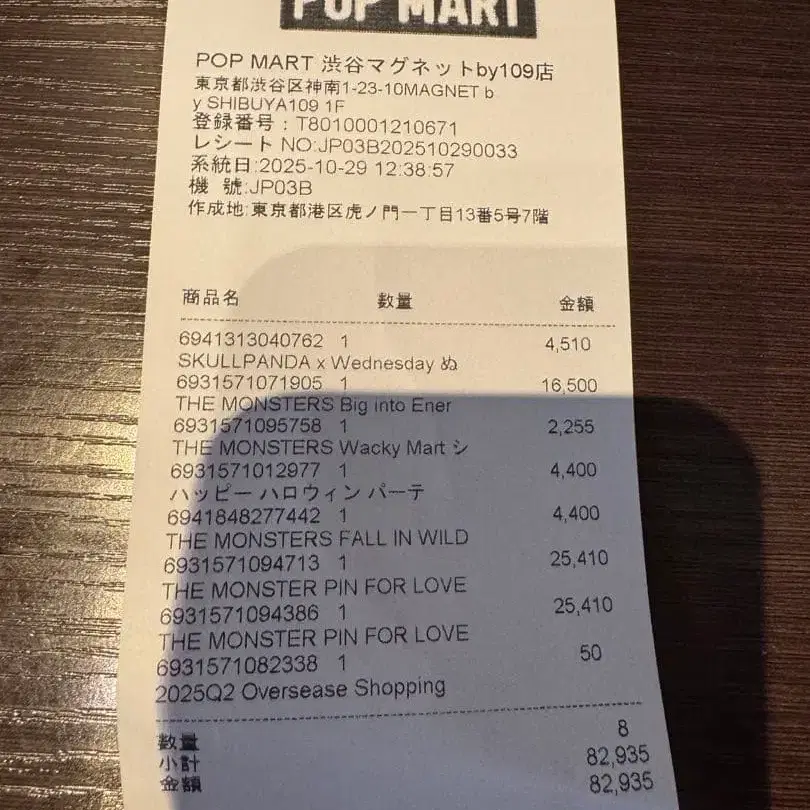 POP MART
POP MART 渋谷マグネットby109店
東京都渋谷区神南1-23-10MAGNET b
y SHIBUYA109 1F
登録番号：T8010001210671
レシート NO:JP03B202510290033
系統日:2025-10-29 12:38:57
機 號:JP03B
作成地:東京都港区虎ノ門一丁目13番5号7階
商品名 数量 金額
6941313040762 1 4,510
SKULLPANDA x Wednesday ぬ
6931571071905 1 16,500
THE MONSTERS Big into Ener
6931571095758 1 2,255
THE MONSTERS Wacky Mart シ
6931571012977 1 4,400
ハッピー ハロウィン パーテ
6941848277442 1 4,400
THE MONSTERS FALL IN WILD
6931571094713 1 25,410
THE MONSTER PIN FOR LOVE
6931571094386 1 25,410
THE MONSTER PIN FOR LOVE
6931571082338 1 50
2025Q2 Oversease Shopping
数量 8
小計 82,935
金額 82,935